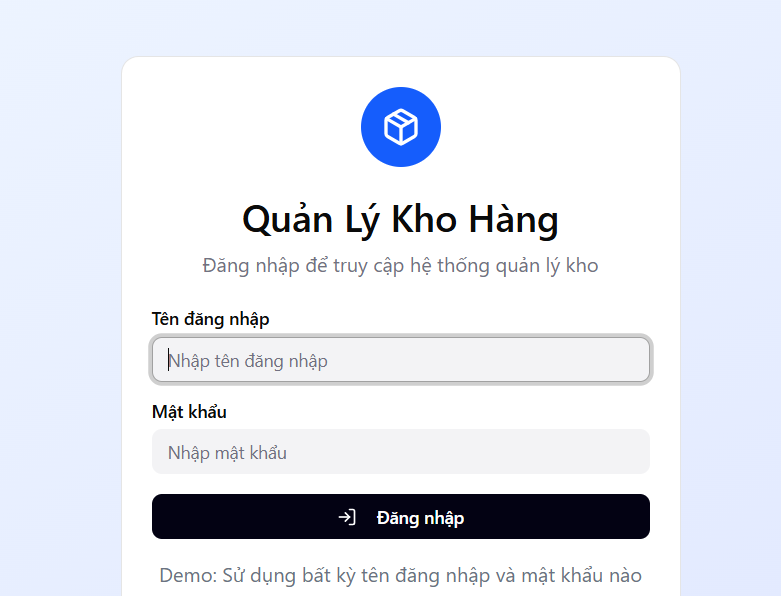 Quản Lý Kho Hàng
Đăng nhập để truy cập hệ thống quản lý kho
Tên đăng nhập
Nhập tên đăng nhập
Mật khẩu
Nhập mật khẩu
Đăng nhập
Demo: Sử dụng bất kỳ tên đăng nhập và mật khẩu nào